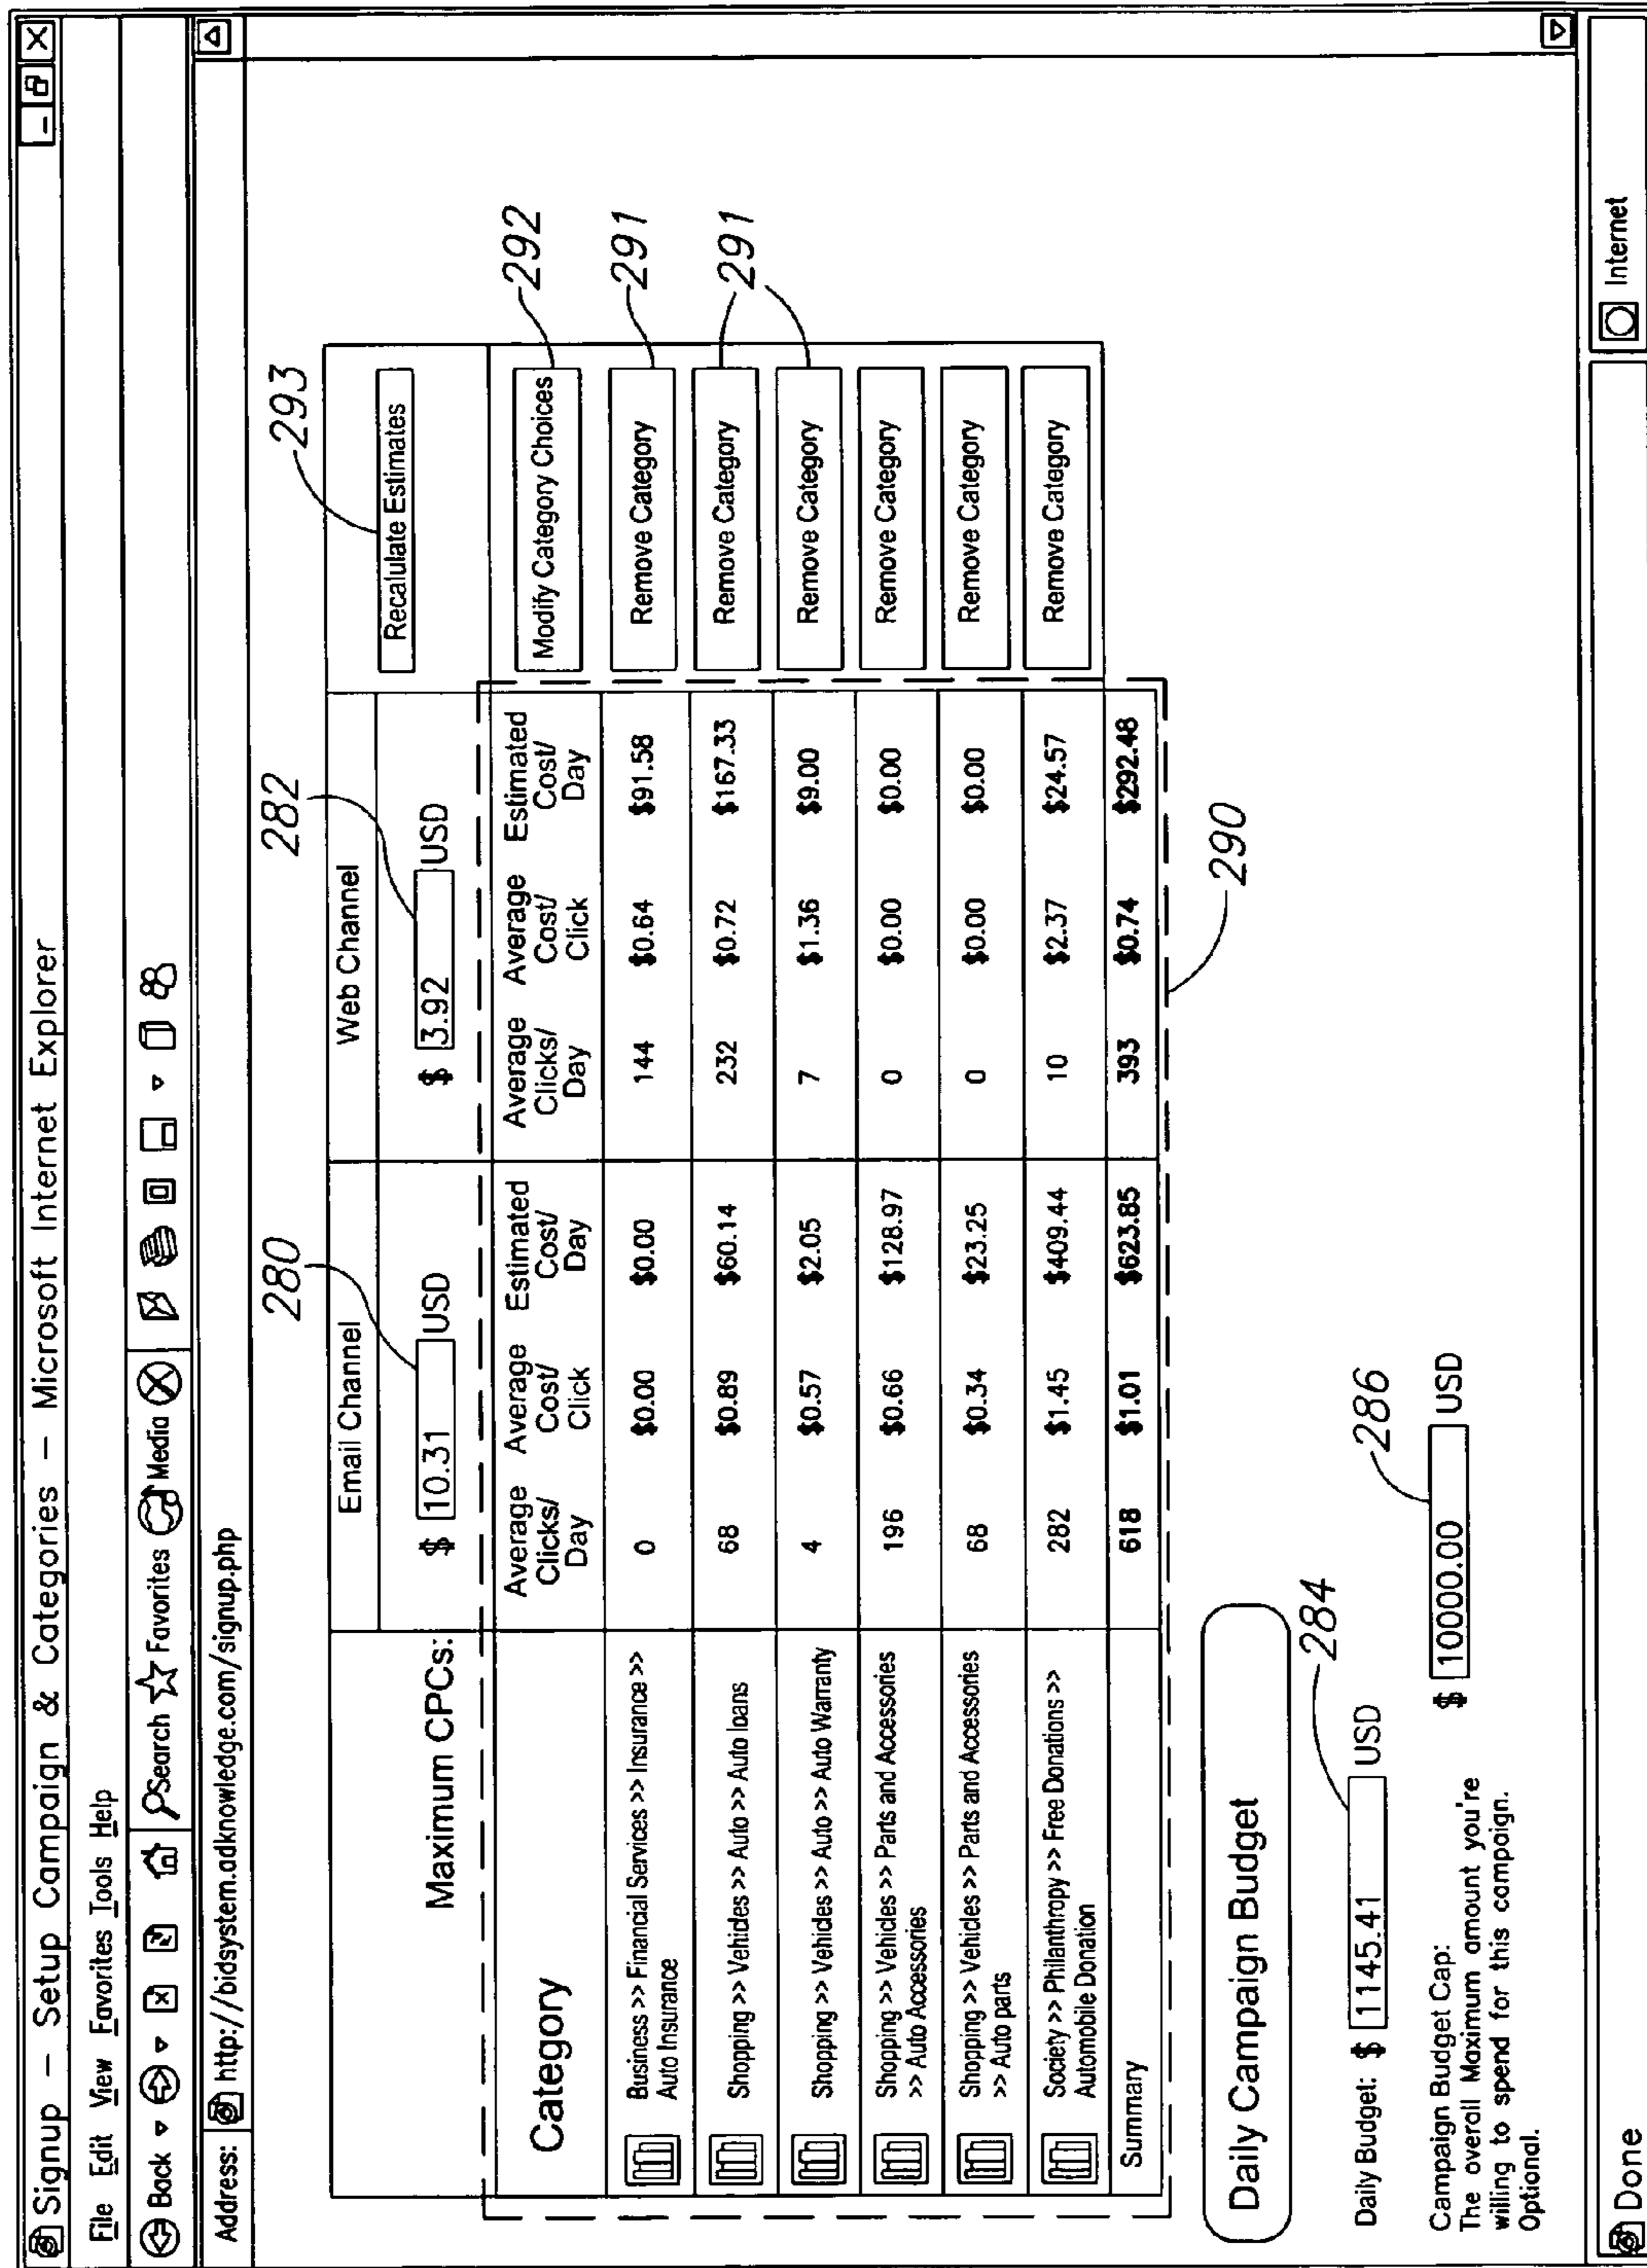 Signup – Setup Campaign & Categories – Microsoft Internet Explorer
File Edit View Favorites Tools Help
Back Search Favorites Media
Address: http://bidsystem.adknowledge.com/signup.php
280 282 293
Email Channel Web Channel
Maximum CPCs: $ 10.31 USD $ 3.92 USD Recalulate Estimates
Category Average Clicks/ Day Average Cost/ Click Estimated Cost/ Day Average Clicks/ Day Average Cost/ Click Estimated Cost/ Day Modify Category Choices 292
Business >> Financial Services >> Insurance >>
Auto Insurance 0 $0.00 $0.00 144 $0.64 $91.58 Remove Category 291
Shopping >> Vehicles >> Auto >> Auto loans 68 $0.89 $60.14 232 $0.72 $167.33 Remove Category 291
Shopping >> Vehicles >> Auto >> Auto Warranty 4 $0.57 $2.05 7 $1.36 $9.00 Remove Category
Shopping >> Vehicles >> Parts and Accessories
>> Auto Accessories 196 $0.66 $128.97 0 $0.00 $0.00 Remove Category
Shopping >> Vehicles >> Parts and Accessories
>> Auto parts 68 $0.34 $23.25 0 $0.00 $0.00 Remove Category
Society >> Philanthropy >> Free Donations >>
Automobile Donation 282 $1.45 $409.44 10 $2.37 $24.57 Remove Category
Summary 618 $1.01 $623.85 393 $0.74 $292.48
290
Daily Campaign Budget
284
Daily Budget: $ 1145.41 USD
286
Campaign Budget Cap:
The overall Maximum amount you're $ 10000.00 USD
willing to spend for this campaign.
Optional.
Done Internet